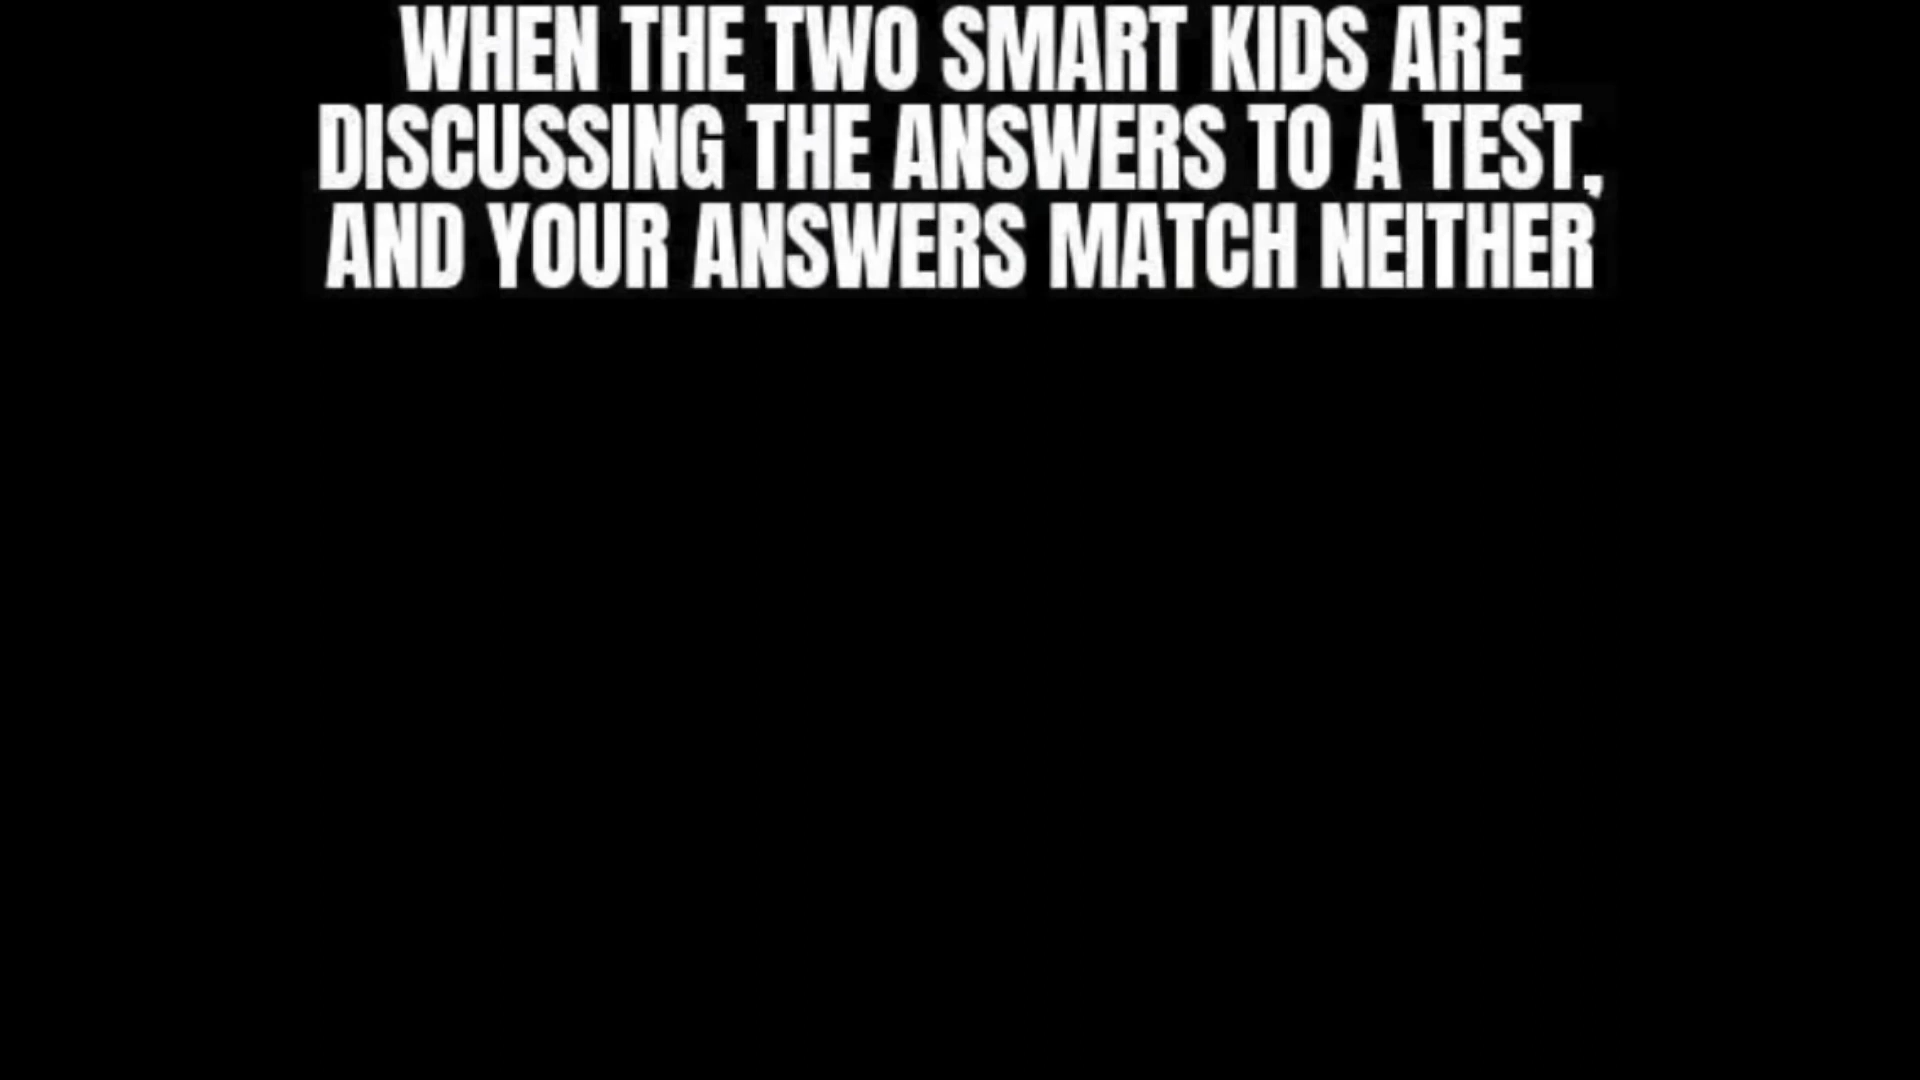 WHEN THE TWO SMART KIDS ARE
DISCUSSING THE ANSWERS TO A TEST,
AND YOUR ANSWERS MATCH NEITHER